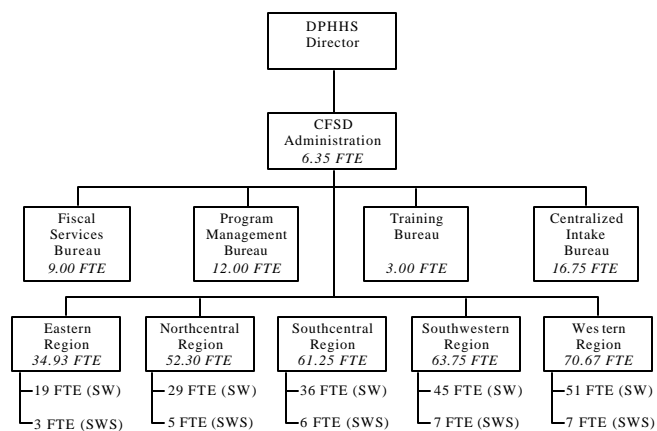 DPHHS
Director
CFSD
Administration
6.35 FTE
Fiscal
Services
Bureau
9.00 FTE
Program
Management
Bureau
12.00 FTE
Training
Bureau
3.00 FTE
Centralized
Intake
Bureau
16.75 FTE
Eastern
Region
34.93 FTE
Northcentral
Region
52.30 FTE
Southcentral
Region
61.25 FTE
Southwestern
Region
63.75 FTE
Western
Region
70.67 FTE
19 FTE (SW)
3 FTE (SWS)
29 FTE (SW)
5 FTE (SWS)
36 FTE (SW)
6 FTE (SWS)
45 FTE (SW)
7 FTE (SWS)
51 FTE (SW)
7 FTE (SWS)